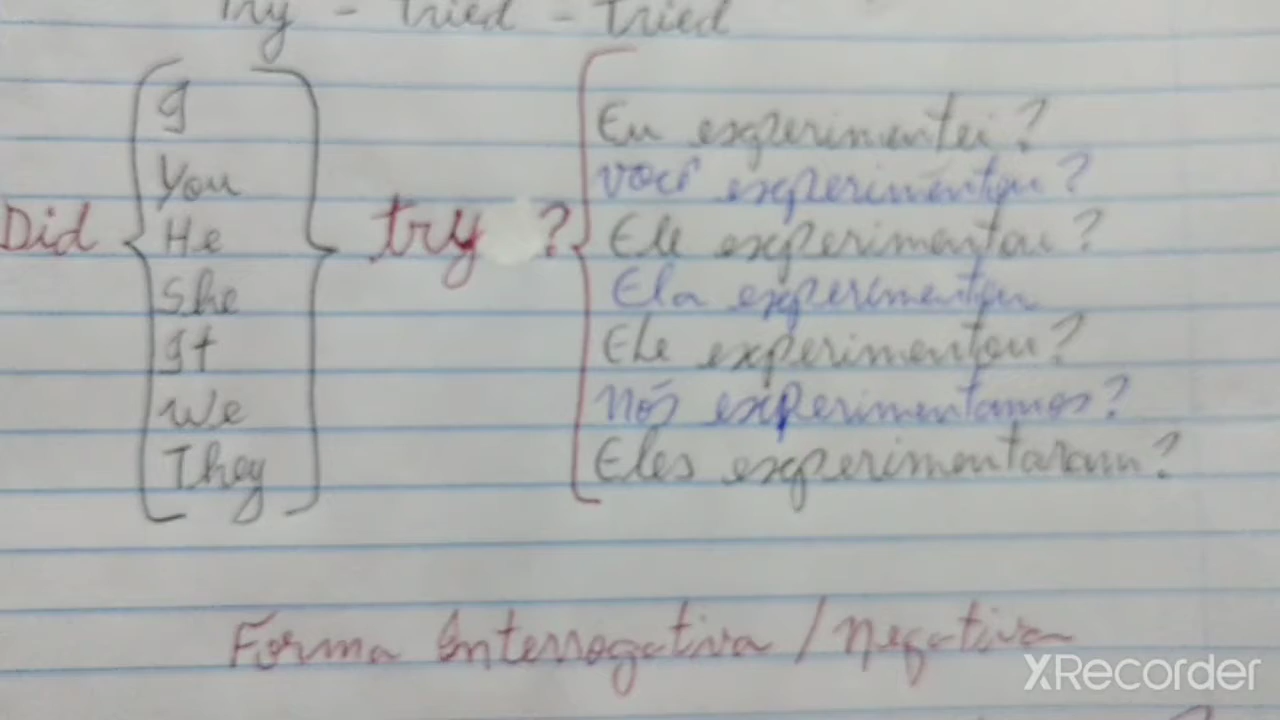 Try - Tried - Tried
Did
I
You
He
She
It
We
They
try ?
Eu experimentei?
você experimentou?
Ele experimentou?
Ela experimentou
Ele experimentou?
nós experimentamos?
Eles experimentaram?
Forma Interrogativa / Negativa
XRecorder